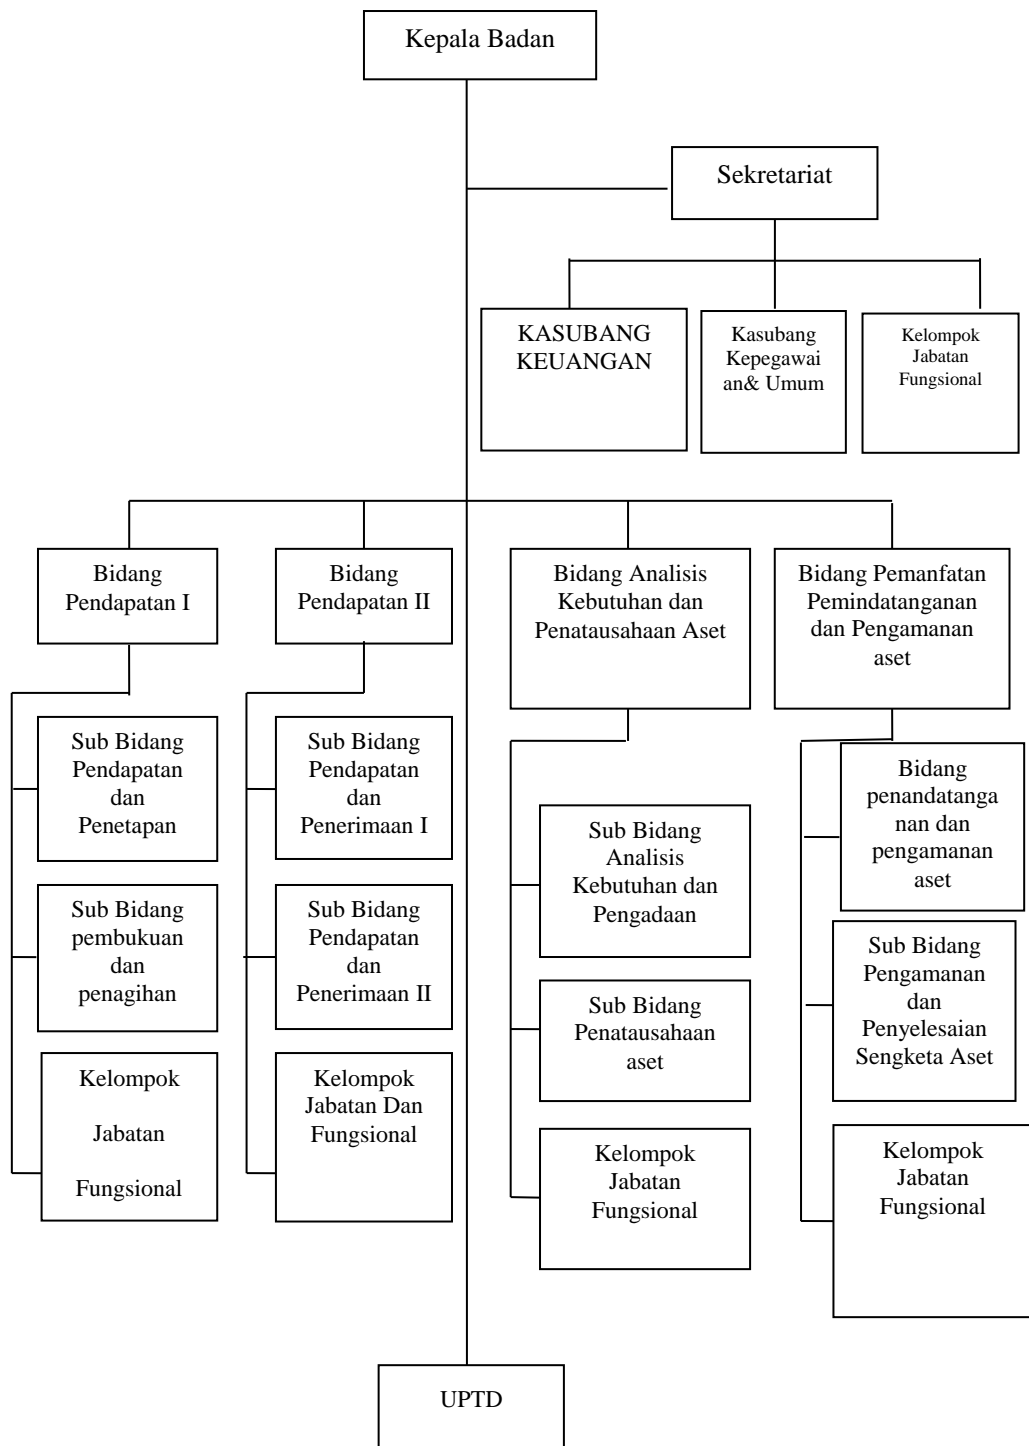 Kepala Badan
Sekretariat
KASUBANG
KEUANGAN
Kasubang
Kepegawai
an& Umum
Kelompok
Jabatan
Fungsional
Bidang
Pendapatan I
Bidang
Pendapatan II
Bidang Analisis
Kebutuhan dan
Penatausahaan Aset
Bidang Pemanfatan
Pemindatanganan
dan Pengamanan
aset
Sub Bidang
Pendapatan
dan
Penetapan
Sub Bidang
pembukuan
dan
penagihan
Kelompok
Jabatan
Fungsional
Sub Bidang
Pendapatan
dan
Penerimaan I
Sub Bidang
Pendapatan
dan
Penerimaan II
Kelompok
Jabatan Dan
Fungsional
Sub Bidang
Analisis
Kebutuhan dan
Pengadaan
Sub Bidang
Penatausahaan
aset
Kelompok
Jabatan
Fungsional
Bidang
penandatanga
nan dan
pengamanan
aset
Sub Bidang
Pengamanan
dan
Penyelesaian
Sengketa Aset
Kelompok
Jabatan
Fungsional
UPTD